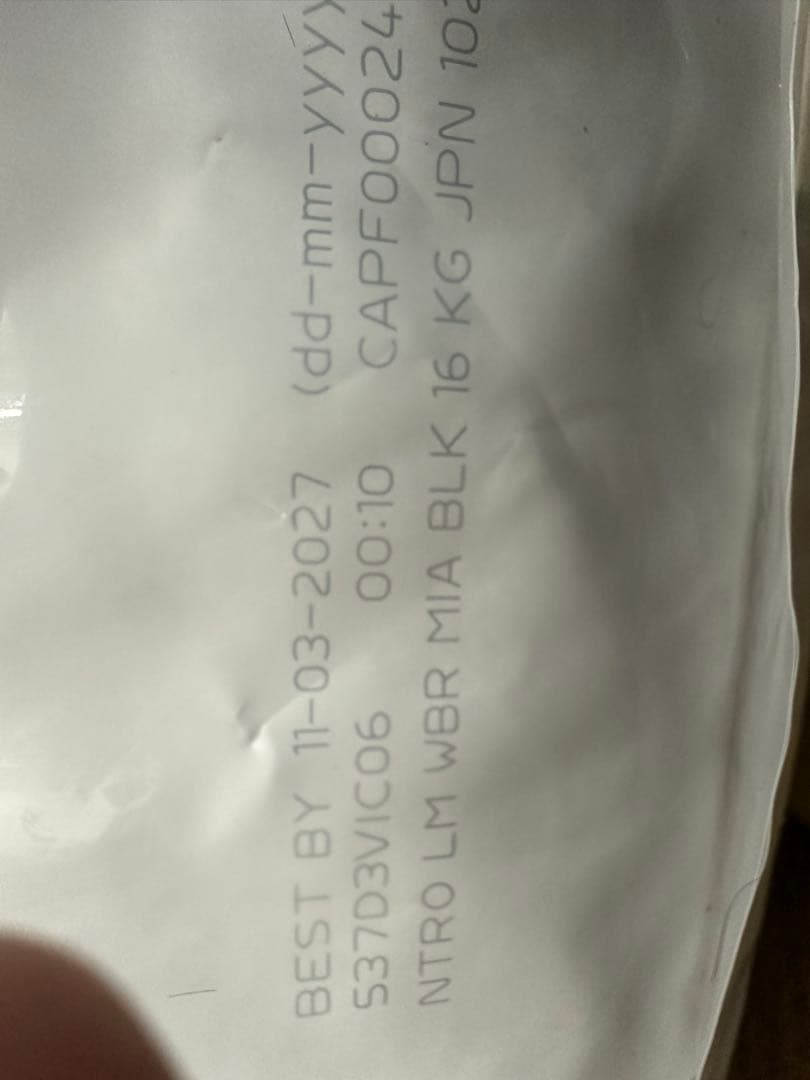 BEST BY 11-03-2027 (dd-mm-yyyy
537D3VIC06 00:10 CAPF00024
NTRO LM WBR MIA BLK 16 KG JPN